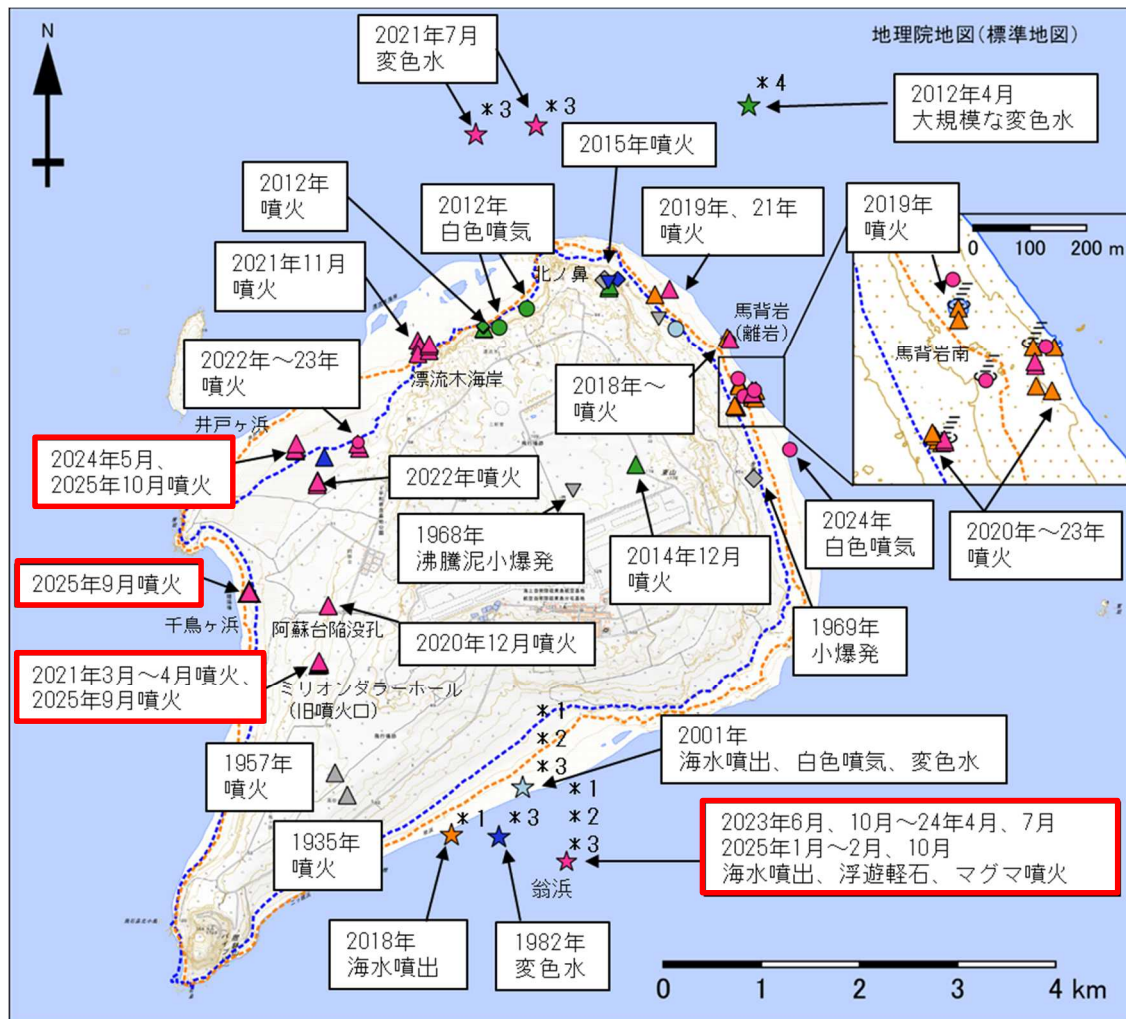 N
地理院地図(標準地図)
2021年7月
変色水
*3
*3
*4
2012年4月
大規模な変色水
2015年噴火
2012年
噴火
2012年
白色噴気
2019年、21年
噴火
2019年
噴火
0 100 200 m
2021年11月
噴火
北ノ鼻
馬背岩
(離岩)
馬背岩南
2022年～23年
噴火
漂流木海岸
2018年～
噴火
井戸ヶ浜
2024年5月、
2025年10月噴火
2022年噴火
1968年
沸騰泥小爆発
2014年12月
噴火
2024年
白色噴気
2020年～23年
噴火
2025年9月噴火
千鳥ヶ浜
阿蘇台陥没孔
2020年12月噴火
1969年
小爆発
2021年3月～4月噴火、
2025年9月噴火
ミリオンダラーホール
(旧噴火口)
*1
*2
*3
2001年
海水噴出、白色噴気、変色水
1957年
噴火
*1
*3
*1
*2
*3
2023年6月、10月～24年4月、7月
2025年1月～2月、10月
海水噴出、浮遊軽石、マグマ噴火
1935年
噴火
翁浜
2018年
海水噴出
1982年
変色水
0 1 2 3 4 km